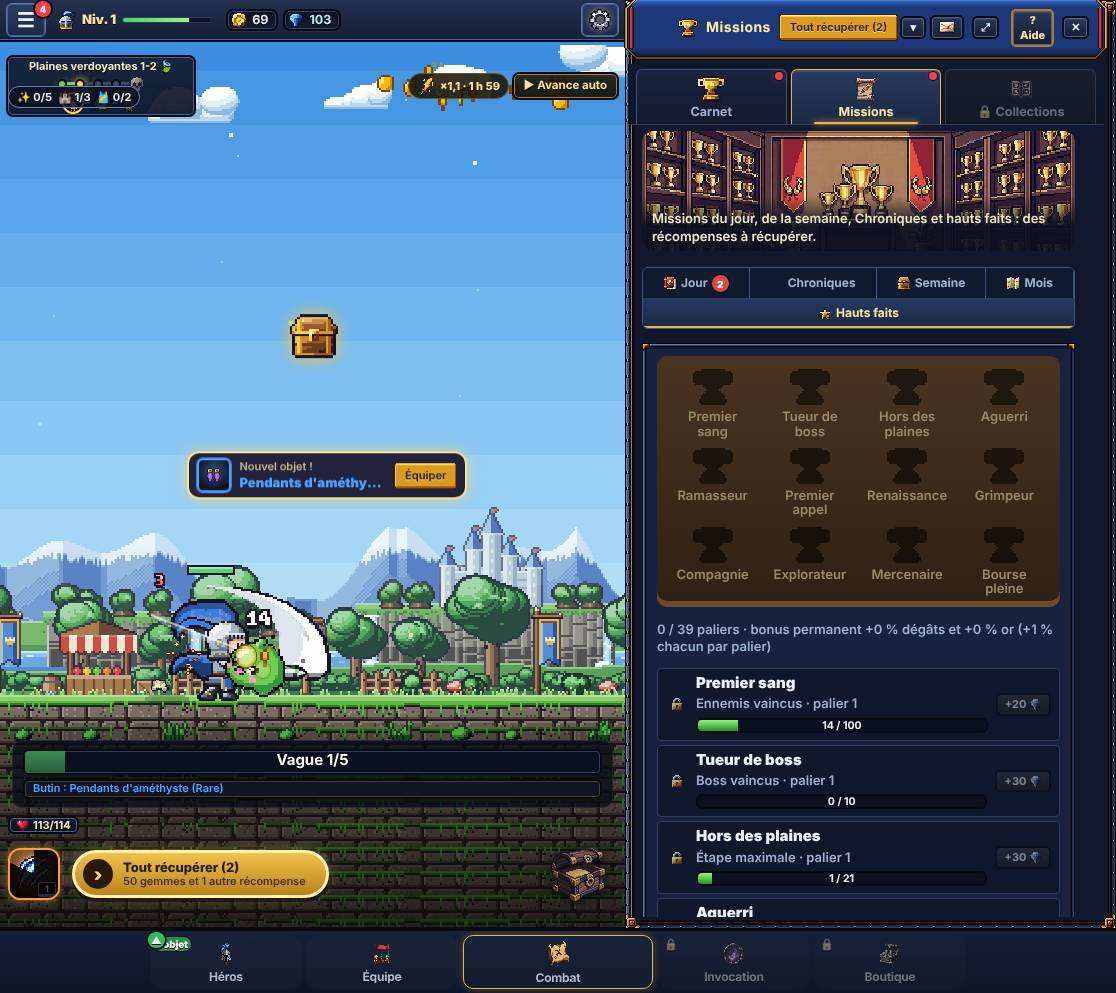 4
Niv. 1
69
103
Plaines verdoyantes 1-2
0/5 1/3 0/2
×1,1 · 1 h 59
Avance auto
Nouvel objet !
Pendants d'améthy...
Équiper
3
14
Vague 1/5
Butin : Pendants d'améthyste (Rare)
113/114
1
Tout récupérer (2)
50 gemmes et 1 autre récompense
Missions
Tout récupérer (2)
?
Aide
Carnet
Missions
Collections
Missions du jour, de la semaine, Chroniques et hauts faits : des
récompenses à récupérer.
Jour 2
Chroniques
Semaine
Mois
Hauts faits
Premier
sang
Tueur de
boss
Hors des
plaines
Aguerri
Ramasseur
Premier
appel
Renaissance
Grimpeur
Compagnie
Explorateur
Mercenaire
Bourse
pleine
0 / 39 paliers · bonus permanent +0 % dégâts et +0 % or (+1 %
chacun par palier)
Premier sang
Ennemis vaincus · palier 1
14 / 100
+20
Tueur de boss
Boss vaincus · palier 1
0 / 10
+30
Hors des plaines
Étape maximale · palier 1
1 / 21
+30
Aguerri
objet
Héros
Équipe
Combat
Invocation
Boutique